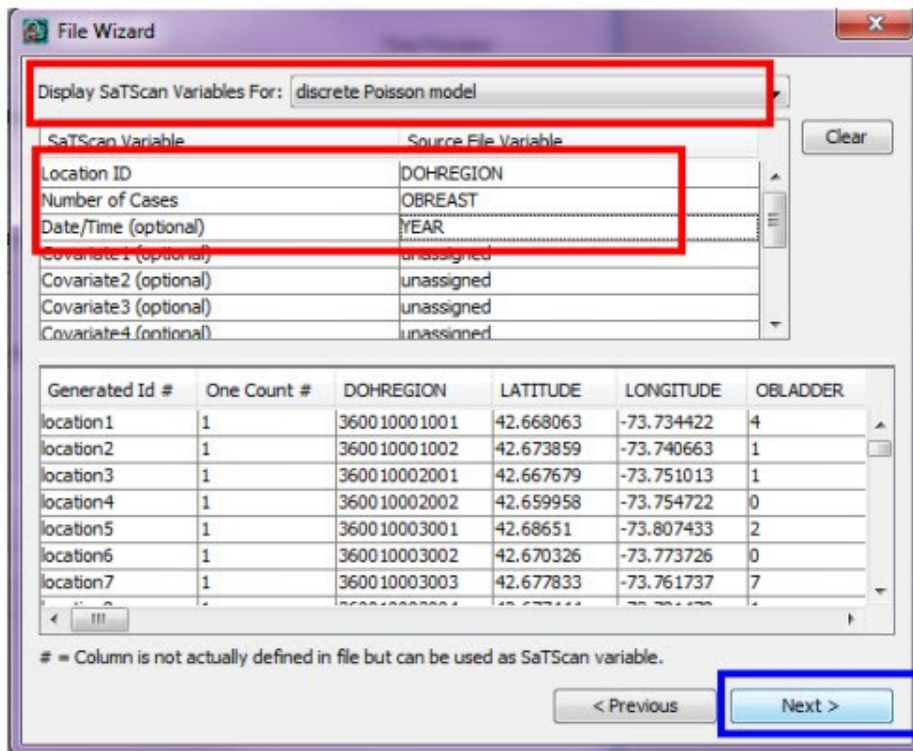 File Wizard
Display SaTScan Variables For: discrete Poisson model
SaTScan Variable Source File Variable Clear
Location ID DOHREGION
Number of Cases OBREAST
Date/Time (optional) YEAR
Covariate1 (optional) unassigned
Covariate2 (optional) unassigned
Covariate3 (optional) unassigned
Covariate4 (optional) unassigned
Generated Id # One Count # DOHREGION LATITUDE LONGITUDE OBLADDER
location1 1 360010001001 42.668063 -73.734422 4
location2 1 360010001002 42.673859 -73.740663 1
location3 1 360010002001 42.667679 -73.751013 1
location4 1 360010002002 42.659958 -73.754722 0
location5 1 360010003001 42.68651 -73.807433 2
location6 1 360010003002 42.670326 -73.773726 0
location7 1 360010003003 42.677833 -73.761737 7
# = Column is not actually defined in file but can be used as SaTScan variable.
< Previous Next >